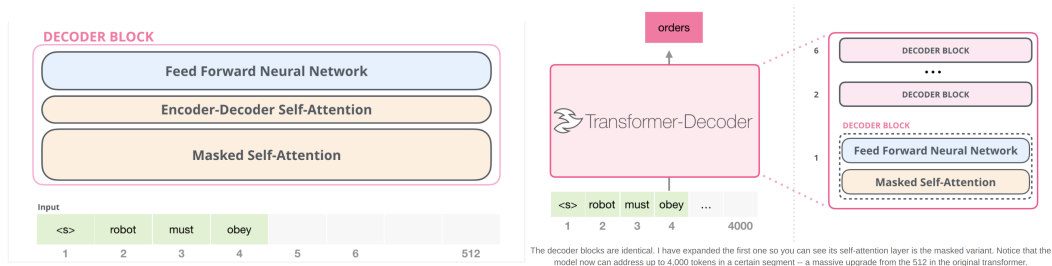 DECODER BLOCK
Feed Forward Neural Network
Encoder-Decoder Self-Attention
Masked Self-Attention
Input
<s> robot must obey
1 2 3 4 5 6 512
orders
Transformer-Decoder
<s> robot must obey ...
1 2 3 4 4000
6 DECODER BLOCK
...
2 DECODER BLOCK
DECODER BLOCK
1
Feed Forward Neural Network
Masked Self-Attention
The decoder blocks are identical. I have expanded the first one so you can see its self-attention layer is the masked variant. Notice that the
model now can address up to 4,000 tokens in a certain segment -- a massive upgrade from the 512 in the original transformer.